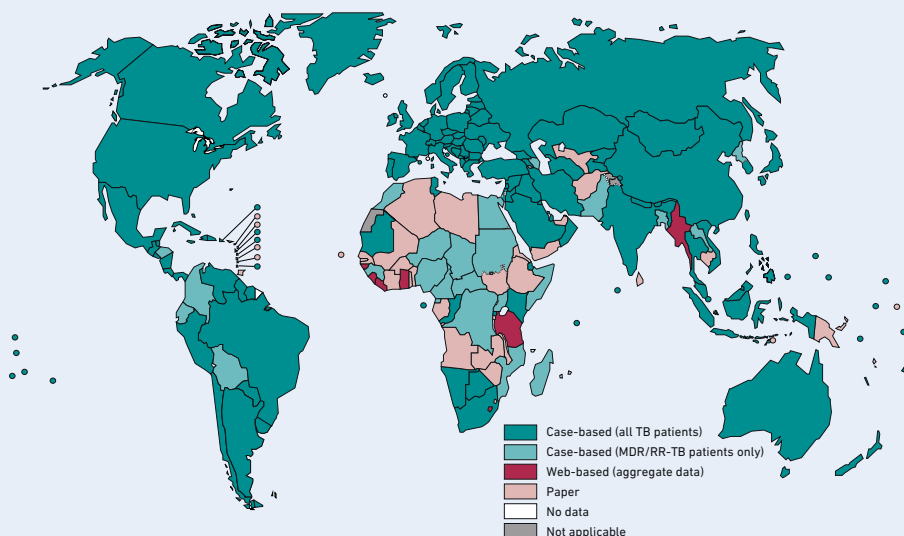 Case-based (all TB patients)
Case-based (MDR/RR-TB patients only)
Web-based (aggregate data)
Paper
No data
Not applicable